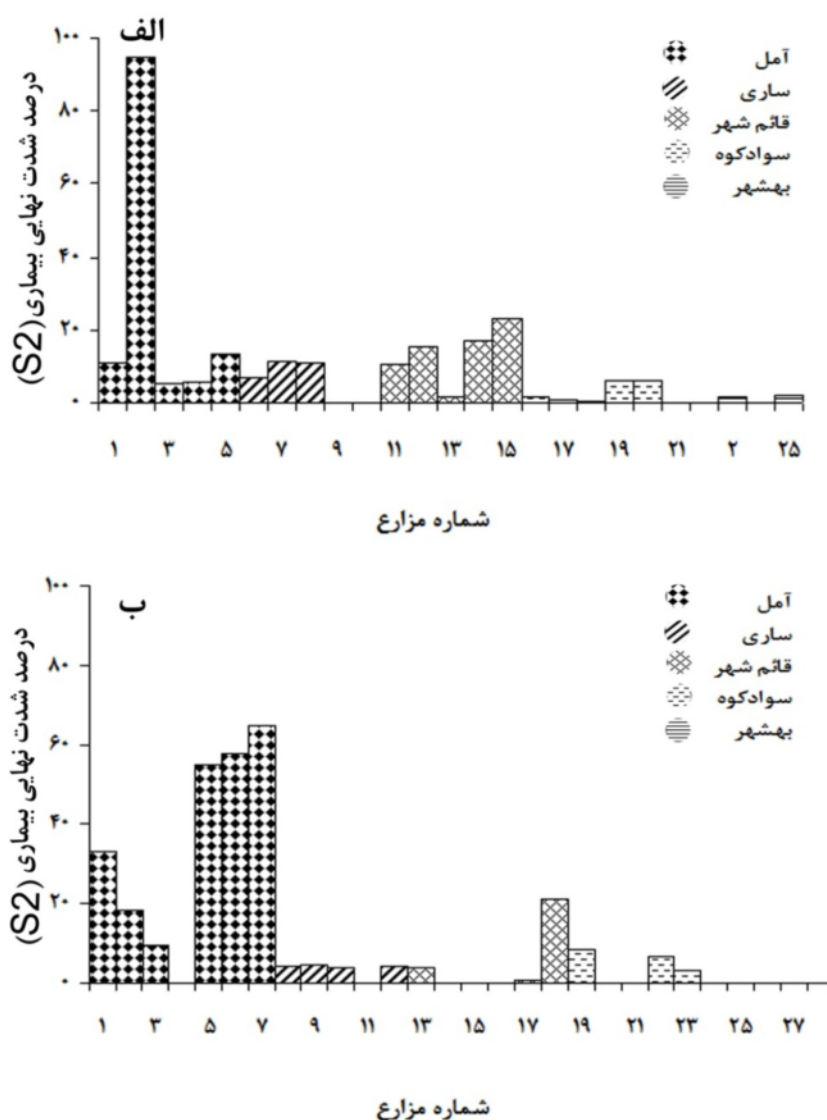 الف
درصد شدت نهایی بیماری (S2)
۱۰۰
۸۰
۶۰
۴۰
۲۰
۰
آمل
ساری
قائم شهر
سوادکوه
بهشهر
۱ ۳ ۵ ۷ ۹ ۱۱ ۱۳ ۱۵ ۱۷ ۱۹ ۲۱ ۲ ۲۵
شماره مزارع
ب
درصد شدت نهایی بیماری (S2)
۱۰۰
۸۰
۶۰
۴۰
۲۰
۰
آمل
ساری
قائم شهر
سوادکوه
بهشهر
۱ ۳ ۵ ۷ ۹ ۱۱ ۱۳ ۱۵ ۱۷ ۱۹ ۲۱ ۲۳ ۲۵ ۲۷
شماره مزارع